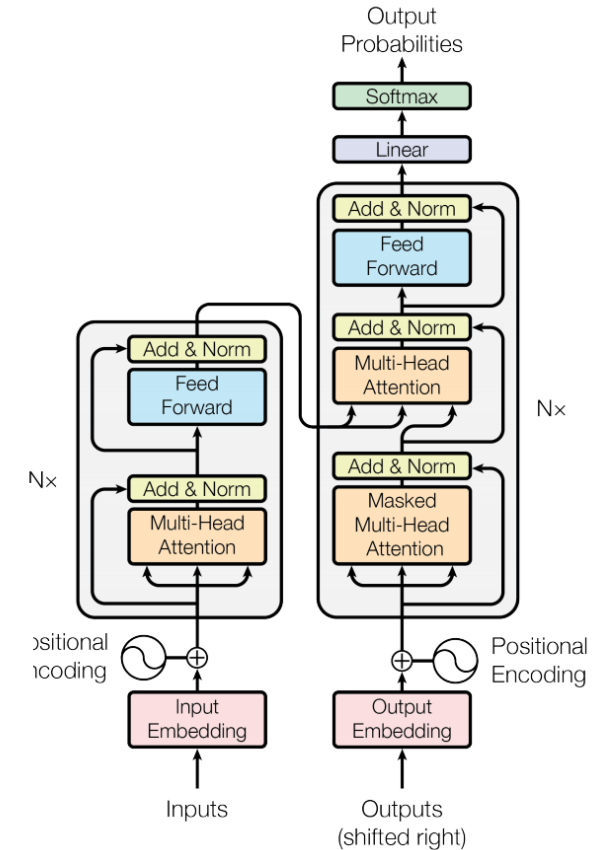 Output
Probabilities
Softmax
Linear
Add & Norm
Feed
Forward
Add & Norm
Multi-Head
Attention
Add & Norm
Masked
Multi-Head
Attention
Nx
Add & Norm
Feed
Forward
Add & Norm
Multi-Head
Attention
N×
Positional
Encoding
ositional
ncoding
Input
Embedding
Output
Embedding
Inputs
Outputs
(shifted right)